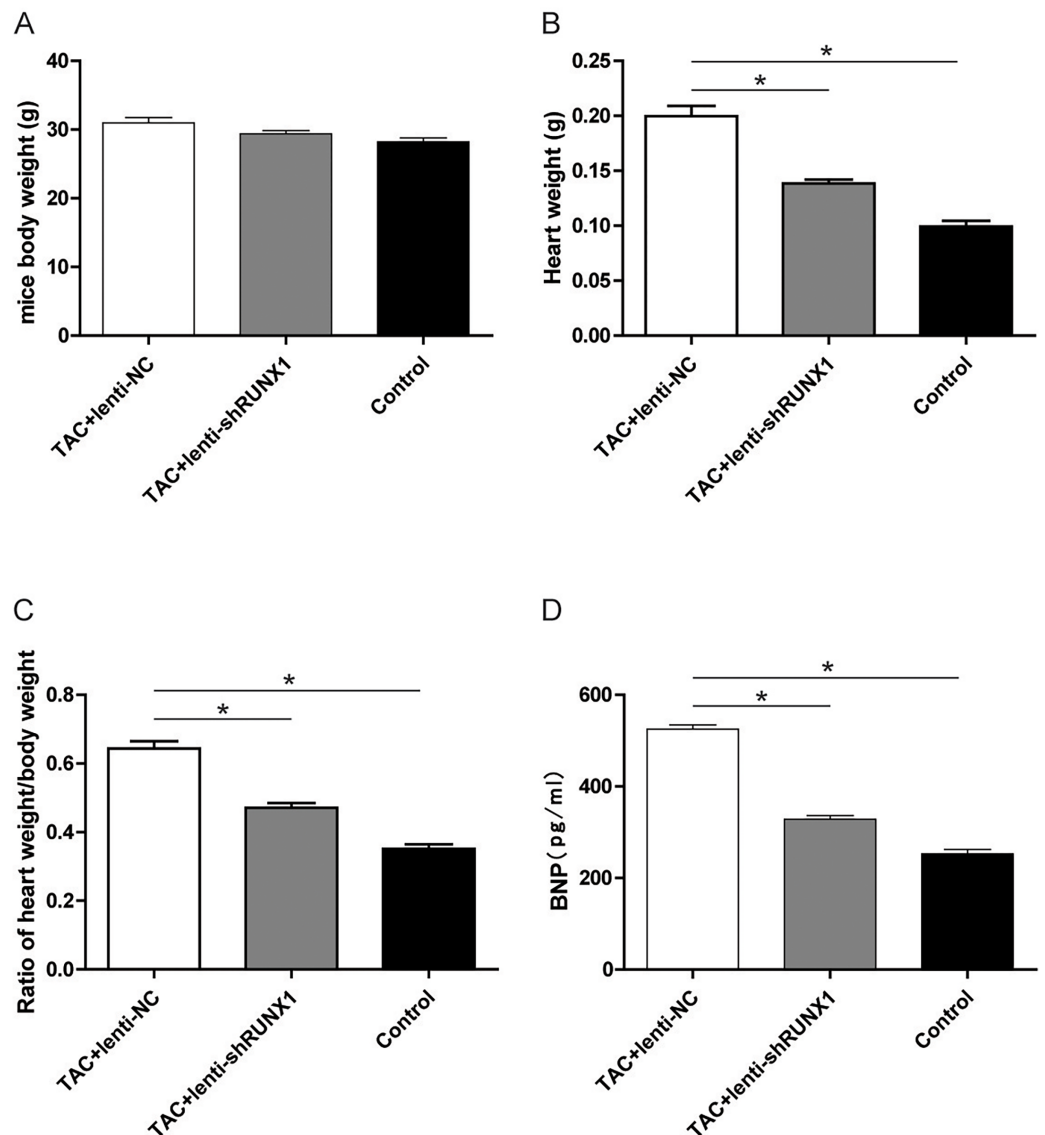 A
mice body weight (g)
40
30
20
10
0
TAC+lenti-NC
TAC+lenti-shRUNX1
Control
B
Heart weight (g)
0.25
0.20
0.15
0.10
0.05
0.00
*
*
TAC+lenti-NC
TAC+lenti-shRUNX1
Control
C
Ratio of heart weight/body weight
0.8
0.6
0.4
0.2
0.0
*
*
TAC+lenti-NC
TAC+lenti-shRUNX1
Control
D
BNP(pg/ml)
600
400
200
0
*
*
TAC+lenti-NC
TAC+lenti-shRUNX1
Control